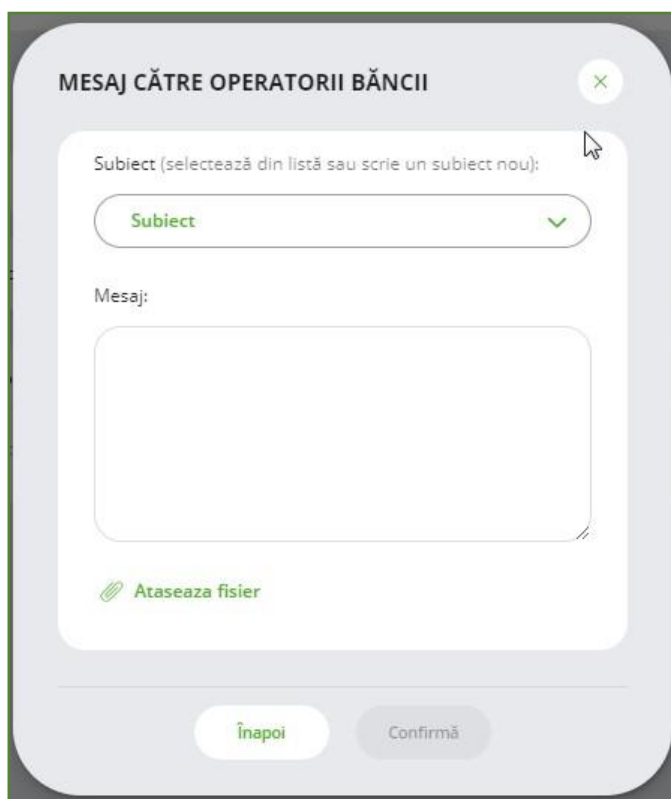 MESAJ CĂTRE OPERATORII BĂNCII
Subiect (selectează din listă sau scrie un subiect nou):
Subiect
Mesaj:
Ataseaza fisier
Înapoi
Confirmă